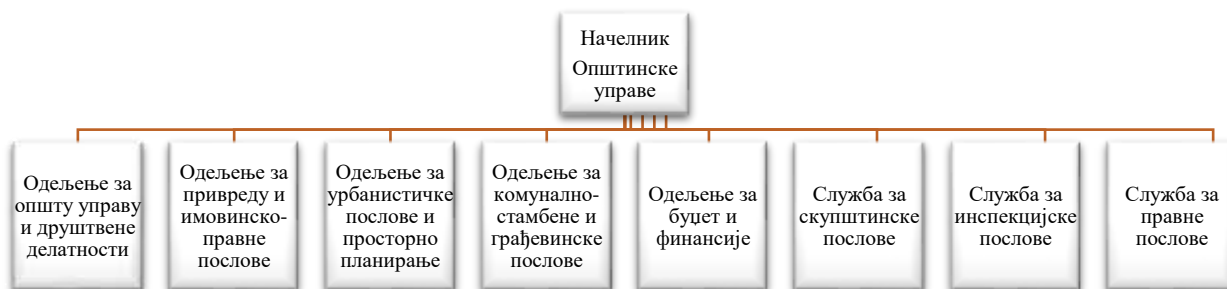 Начелник
Општинске
управе
Одељење за
општу управу
и друштвене
делатности
Одељење за
привреду и
имовинско-
правне
послове
Одељење за
урбанистичке
послове и
просторно
планирање
Одељење за
комунално-
стамбене и
грађевинске
послове
Одељење за
буџет и
финансије
Служба за
скупштинске
послове
Служба за
инспекцијске
послове
Служба за
правне
послове